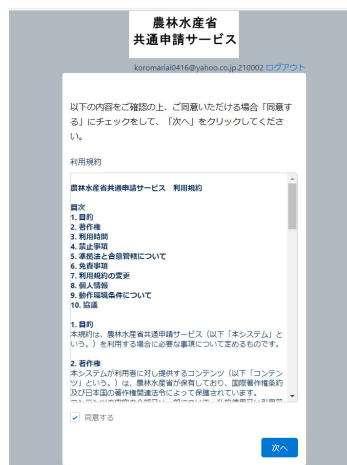 農林水産省
共通申請サービス
koromariai0416@yahoo.co.jp.210002 ログアウト
以下の内容をご確認の上、ご同意いただける場合「同意す
る」にチェックをして、「次へ」をクリックしてくださ
い。
利用規約
農林水産省共通申請サービス 利用規約
目次
1. 目的
2. 著作権
3. 利用時間
4. 禁止事項
5. 準拠法と合意管轄について
6. 免責事項
7. 利用規約の変更
8. 個人情報
9. 動作環境条件について
10. 協議
1. 目的
本規約は、農林水産省共通申請サービス（以下「本システム」と
いう。）を利用する場合に必要な事項について定めるものです。
2. 著作権
本システムが利用者に対し提供するコンテンツ（以下「コンテン
ツ」という。）は、農林水産省が保有しており、国際著作権条約
及び日本国の著作権関連法令によって保護されています。
同意する
次へ